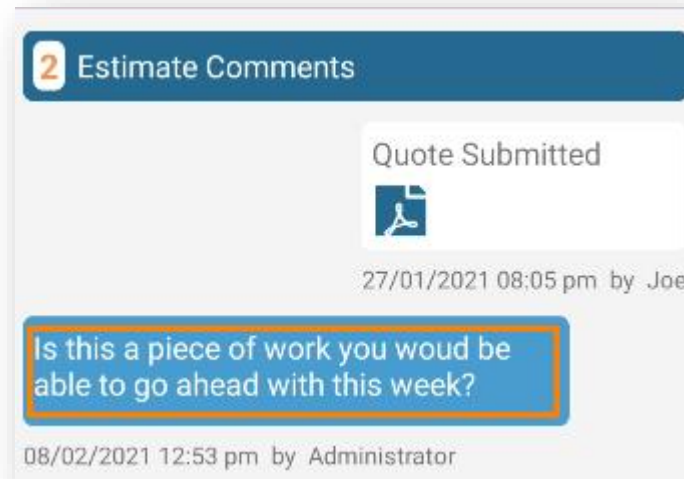 2 Estimate Comments
Quote Submitted
27/01/2021 08:05 pm by Joe
Is this a piece of work you woud be
able to go ahead with this week?
08/02/2021 12:53 pm by Administrator